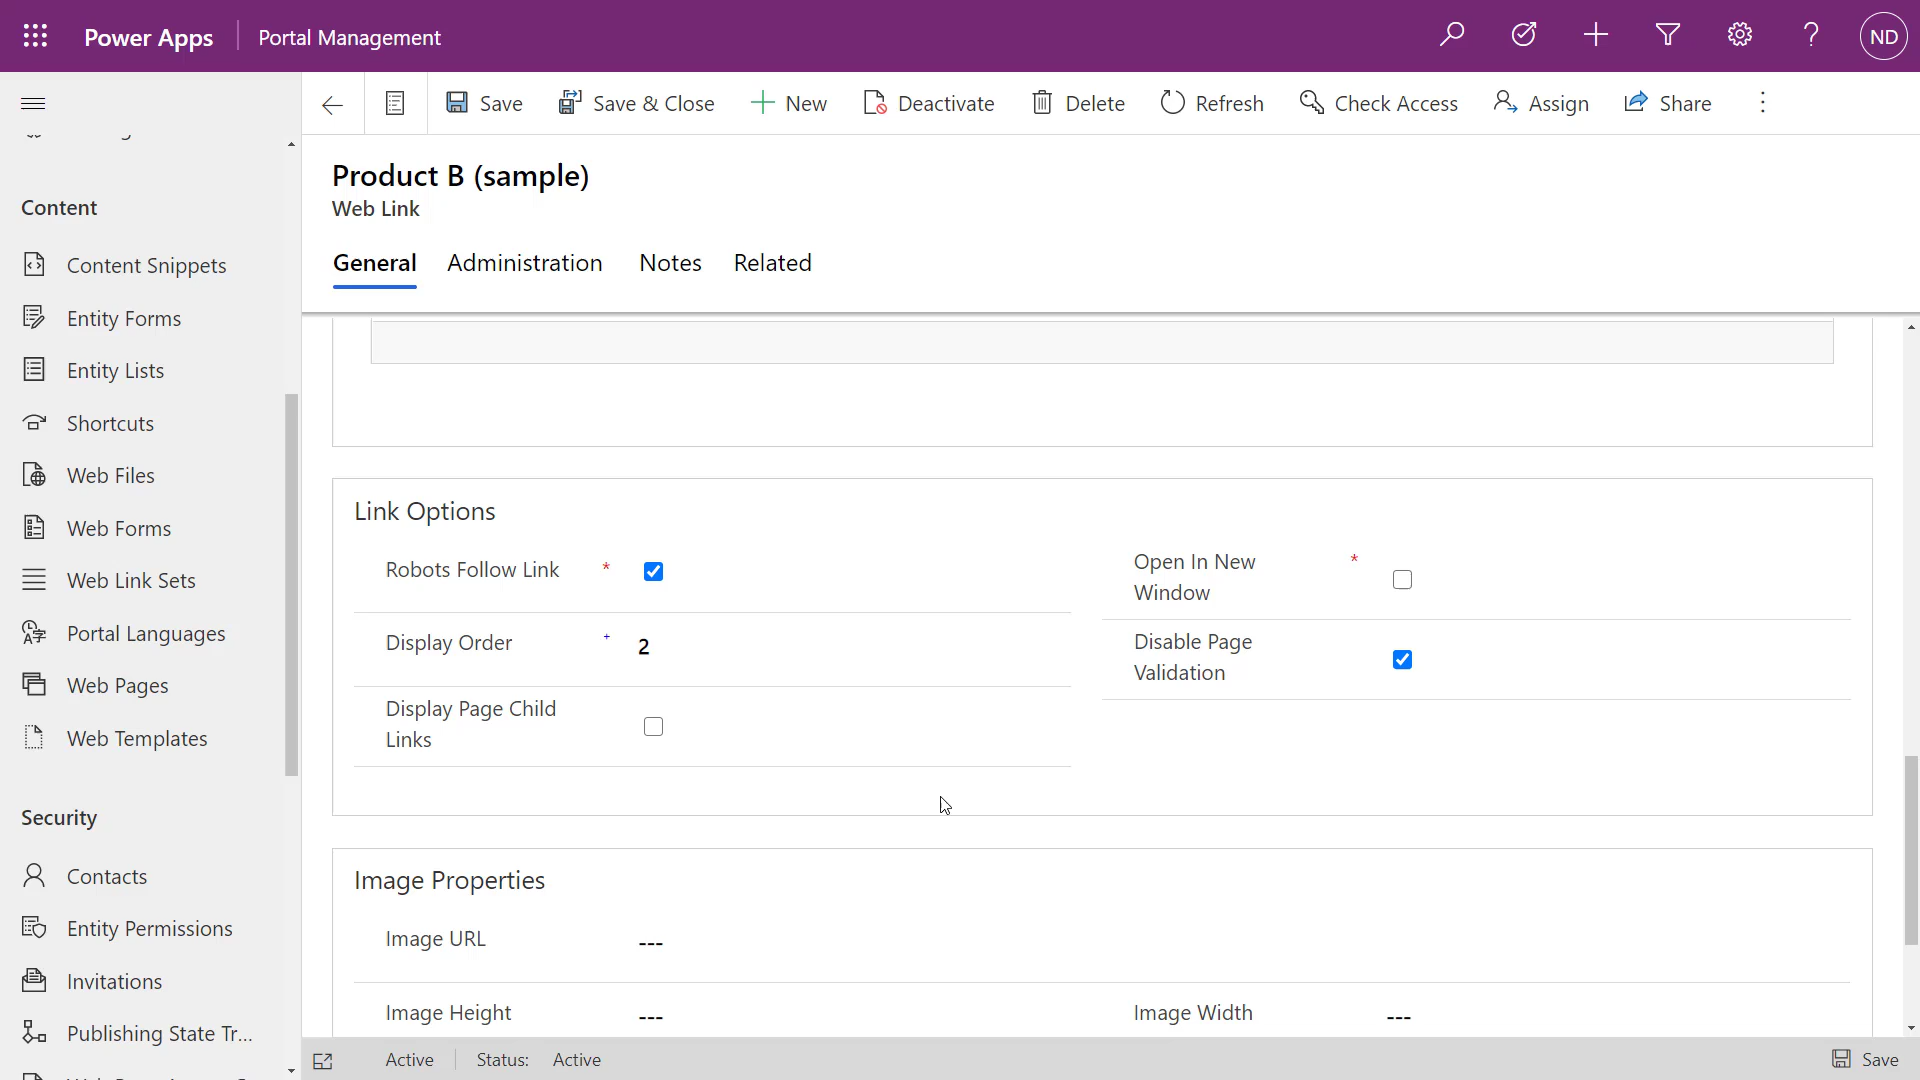 Power Apps
Portal Management
ND
Save
Save & Close
New
Deactivate
Delete
Refresh
Check Access
Assign
Share
Product B (sample)
Web Link
General
Administration
Notes
Related
Content
Content Snippets
Entity Forms
Entity Lists
Shortcuts
Web Files
Web Forms
Web Link Sets
Portal Languages
Web Pages
Web Templates
Security
Contacts
Entity Permissions
Invitations
Publishing State Tr...
Link Options
Robots Follow Link *
Display Order + 2
Display Page Child
Links
Open In New *
Window
Disable Page
Validation
Image Properties
Image URL ---
Image Height ---
Image Width ---
Active
Status: Active
Save